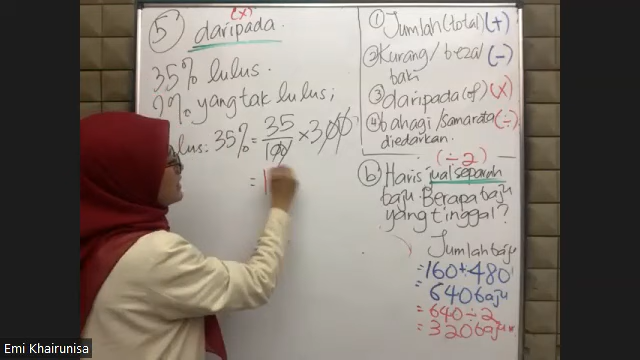 5 daripada. (x)
35% lulus.
?% yang tak lulus;
lulus: 35% = 35/100 × 300
= 1
① Jumlah (total) (+)
② Kurang/beza/ (−)
baki
③ daripada (of) (×)
④ bahagi/samarata (÷)
diedarkan.
(÷2)
b Haris jual separuh
baju. Berapa baju
yang tinggal?
Jumlah baju
= 160 + 480
= 640 baju
= 640 ÷ 2
= 320 baju
Emi Khairunisa